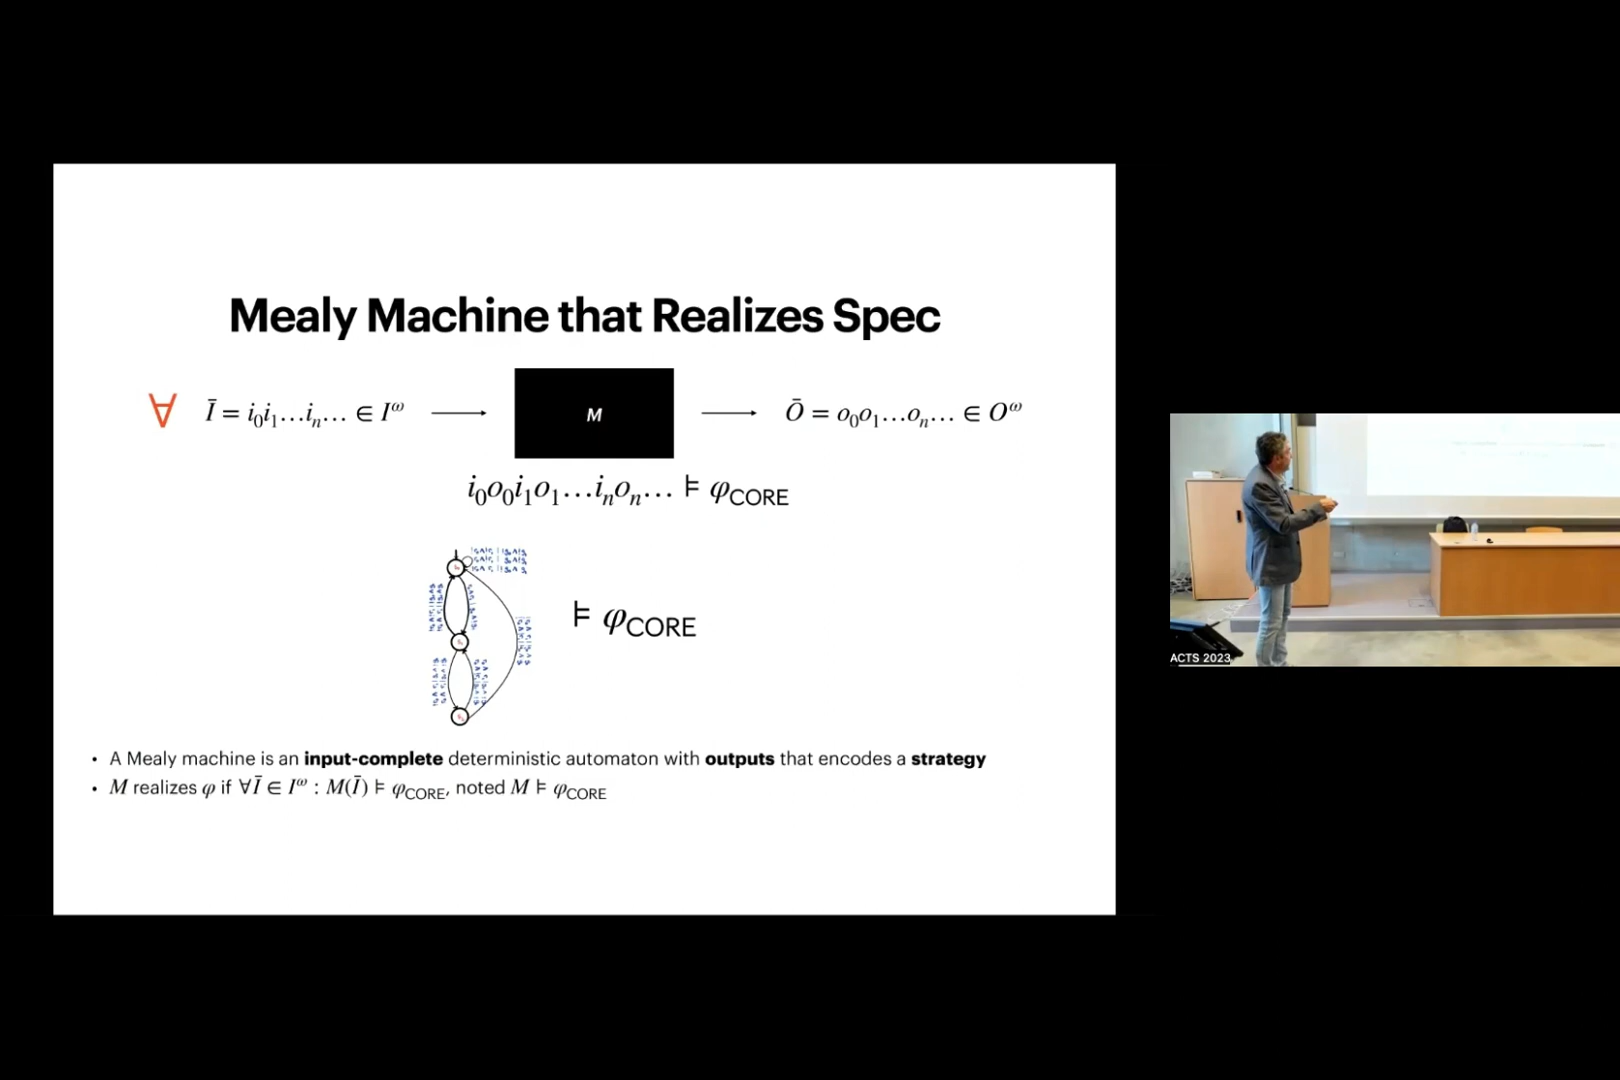 Mealy Machine that Realizes Spec
∀ Ī = i₀i₁…iₙ… ∈ I^ω → M → Ō = o₀o₁…oₙ… ∈ O^ω
i₀o₀i₁o₁…iₙoₙ… ⊨ φ_CORE
⊨ φ_CORE
• A Mealy machine is an input-complete deterministic automaton with outputs that encodes a strategy
• M realizes φ if ∀Ī ∈ I^ω : M(Ī) ⊨ φ_CORE, noted M ⊨ φ_CORE
ACTS 2023